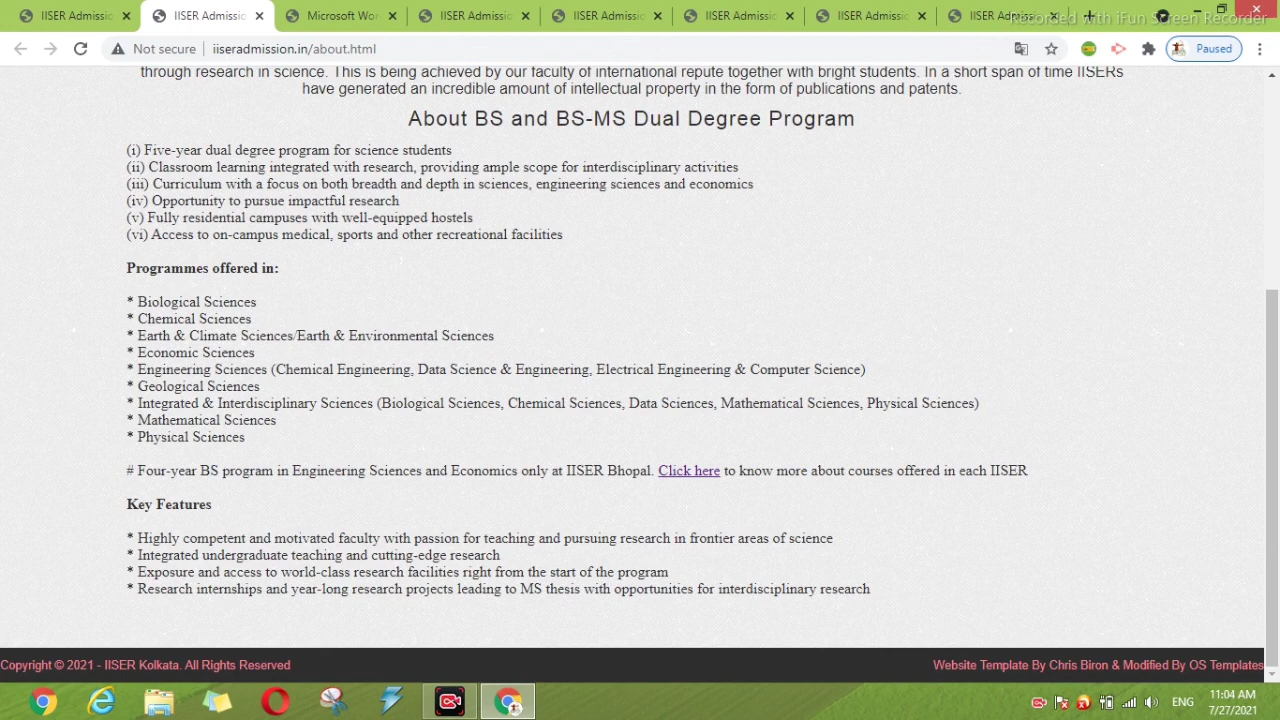 IISER Admissio
IISER Admissio
Microsoft Wor
IISER Admissio
IISER Admissio
IISER Admissio
IISER Admissio
IISER Admissio
Recorded with iFun Screen Recorder
Not secure
iiseradmission.in/about.html
Paused
through research in science. This is being achieved by our faculty of international repute together with bright students. In a short span of time IISERs
have generated an incredible amount of intellectual property in the form of publications and patents.
About BS and BS-MS Dual Degree Program
(i) Five-year dual degree program for science students
(ii) Classroom learning integrated with research, providing ample scope for interdisciplinary activities
(iii) Curriculum with a focus on both breadth and depth in sciences, engineering sciences and economics
(iv) Opportunity to pursue impactful research
(v) Fully residential campuses with well-equipped hostels
(vi) Access to on-campus medical, sports and other recreational facilities
Programmes offered in:
* Biological Sciences
* Chemical Sciences
* Earth & Climate Sciences/Earth & Environmental Sciences
* Economic Sciences
* Engineering Sciences (Chemical Engineering, Data Science & Engineering, Electrical Engineering & Computer Science)
* Geological Sciences
* Integrated & Interdisciplinary Sciences (Biological Sciences, Chemical Sciences, Data Sciences, Mathematical Sciences, Physical Sciences)
* Mathematical Sciences
* Physical Sciences
# Four-year BS program in Engineering Sciences and Economics only at IISER Bhopal. Click here to know more about courses offered in each IISER
Key Features
* Highly competent and motivated faculty with passion for teaching and pursuing research in frontier areas of science
* Integrated undergraduate teaching and cutting-edge research
* Exposure and access to world-class research facilities right from the start of the program
* Research internships and year-long research projects leading to MS thesis with opportunities for interdisciplinary research
Copyright © 2021 - IISER Kolkata. All Rights Reserved
Website Template By Chris Biron & Modified By OS Templates
ENG
11:04 AM
7/27/2021